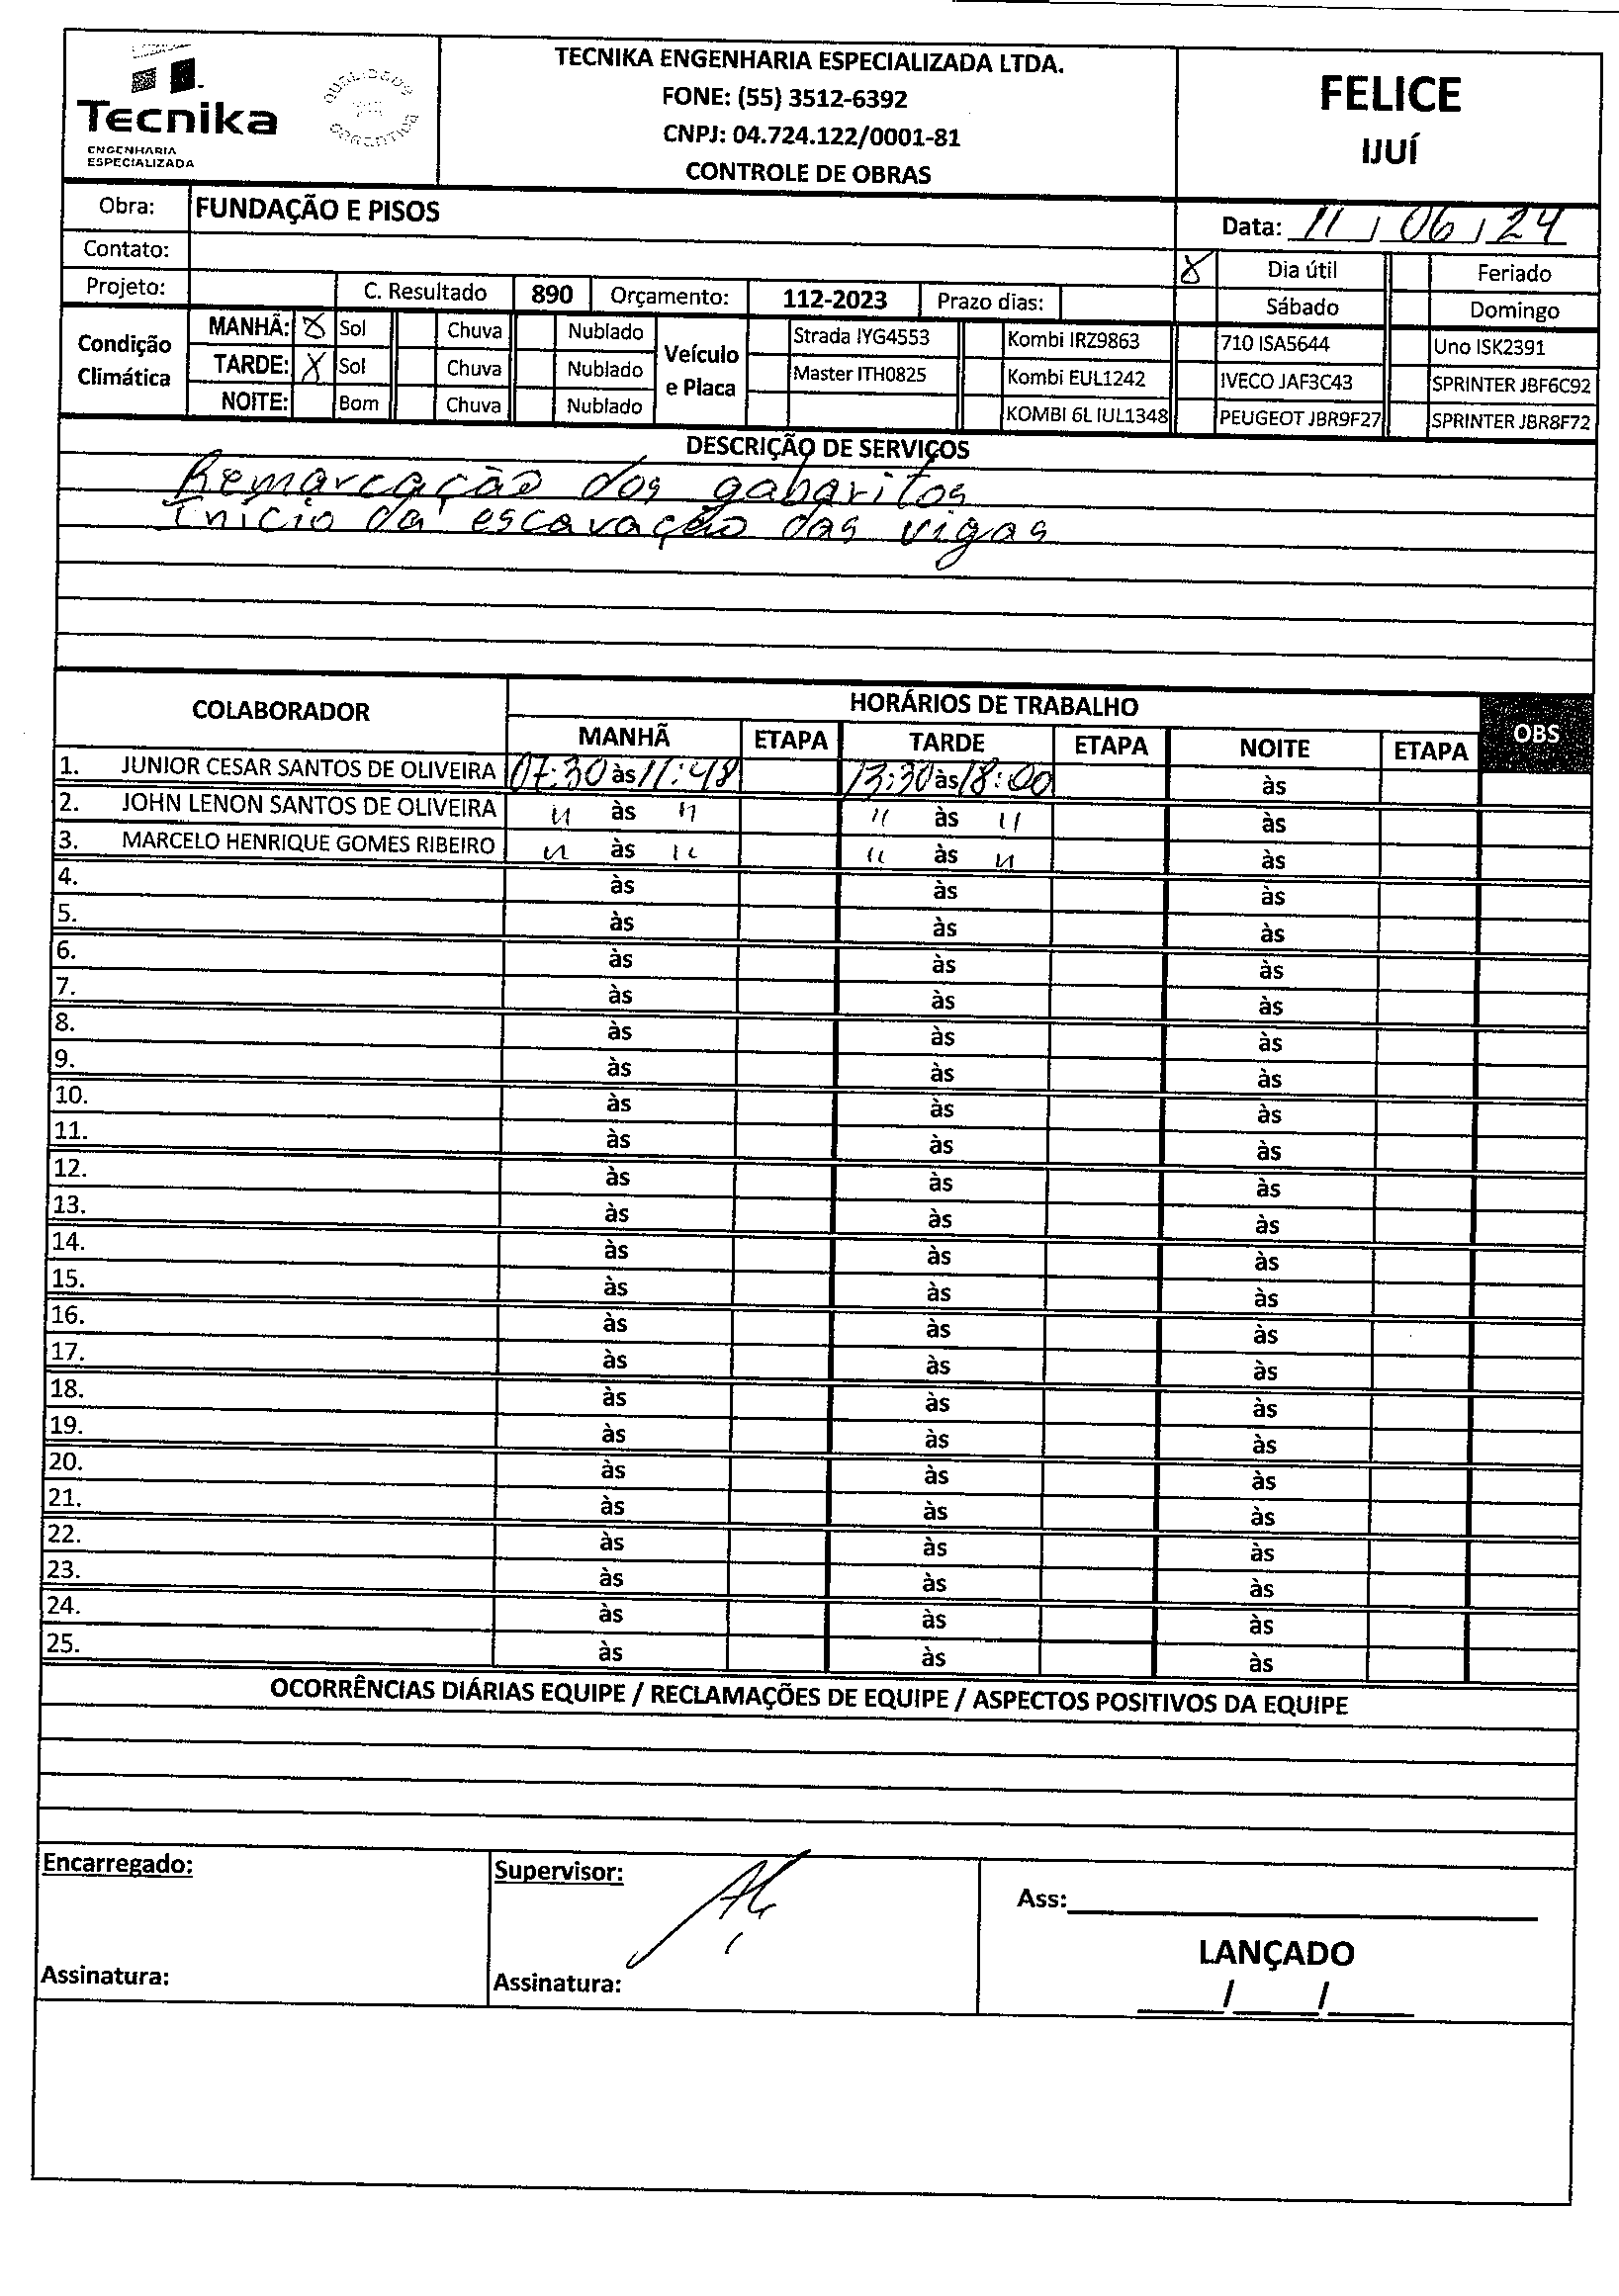 Tecnika
ENGENHARIA
ESPECIALIZADA
TECNIKA ENGENHARIA ESPECIALIZADA LTDA.
FONE: (55) 3512-6392
CNPJ: 04.724.122/0001-81
CONTROLE DE OBRAS
FELICE
IJUÍ
Obra: FUNDAÇÃO E PISOS
Data: 11 / 06 / 24
Contato:
X Dia útil Feriado
Projeto: C. Resultado 890 Orçamento: 112-2023 Prazo dias: Sábado Domingo
Condição Climática
MANHÃ: X Sol Chuva Nublado
TARDE: X Sol Chuva Nublado
NOITE: Bom Chuva Nublado
Veículo e Placa
Strada IYG4553 Kombi IRZ9863 710 ISA5644 Uno ISK2391
Master ITH0825 Kombi EUL1242 IVECO JAF3C43 SPRINTER JBF6C92
KOMBI 6L IUL1348 PEUGEOT JBR9F27 SPRINTER JBR8F72
DESCRIÇÃO DE SERVIÇOS
Remarcação dos gabaritos
Início da escavação das vigas
COLABORADOR HORÁRIOS DE TRABALHO OBS
MANHÃ ETAPA TARDE ETAPA NOITE ETAPA
1. JUNIOR CESAR SANTOS DE OLIVEIRA 07:30 às 11:48 13:30 às 18:00 às
2. JOHN LENON SANTOS DE OLIVEIRA " às " " às " às
3. MARCELO HENRIQUE GOMES RIBEIRO " às " " às " às
4. às às às
5. às às às
6. às às às
7. às às às
8. às às às
9. às às às
10. às às às
11. às às às
12. às às às
13. às às às
14. às às às
15. às às às
16. às às às
17. às às às
18. às às às
19. às às às
20. às às às
21. às às às
22. às às às
23. às às às
24. às às às
25. às às às
OCORRÊNCIAS DIÁRIAS EQUIPE / RECLAMAÇÕES DE EQUIPE / ASPECTOS POSITIVOS DA EQUIPE
Encarregado:
Supervisor:
Ass:
LANÇADO
Assinatura:
Assinatura:
/ /